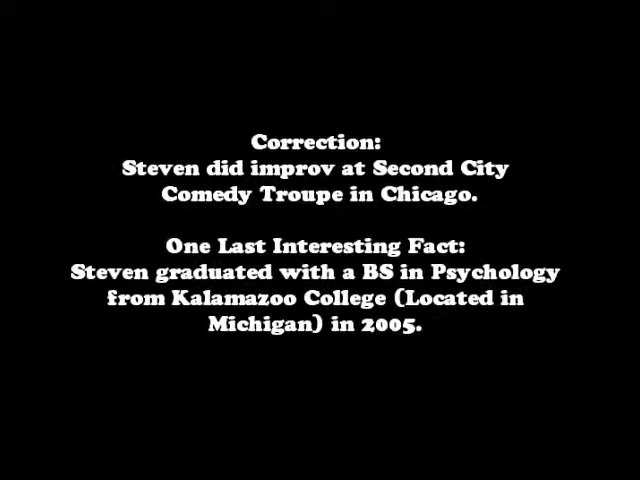 Correction:
Steven did improv at Second City
Comedy Troupe in Chicago.
One Last Interesting Fact:
Steven graduated with a BS in Psychology
from Kalamazoo College (Located in
Michigan) in 2005.